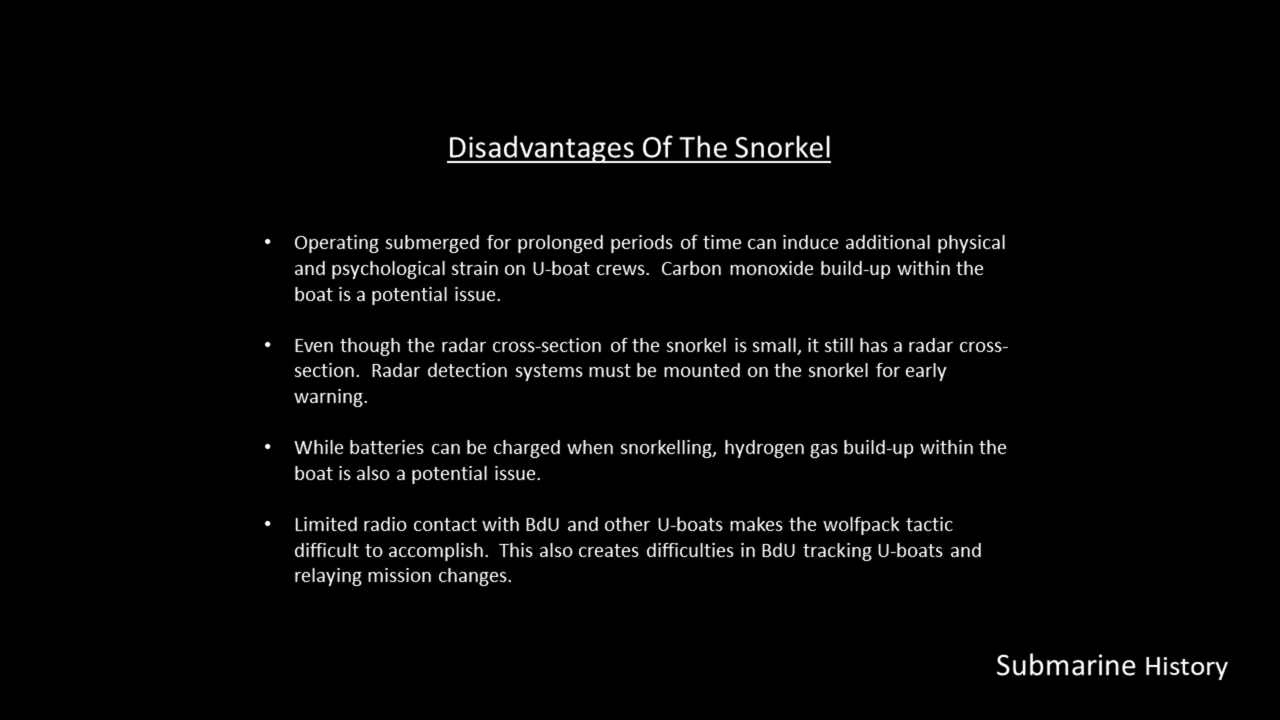 Disadvantages Of The Snorkel
• Operating submerged for prolonged periods of time can induce additional physical
and psychological strain on U-boat crews.  Carbon monoxide build-up within the
boat is a potential issue.
• Even though the radar cross-section of the snorkel is small, it still has a radar cross-
section.  Radar detection systems must be mounted on the snorkel for early
warning.
• While batteries can be charged when snorkelling, hydrogen gas build-up within the
boat is also a potential issue.
• Limited radio contact with BdU and other U-boats makes the wolfpack tactic
difficult to accomplish.  This also creates difficulties in BdU tracking U-boats and
relaying mission changes.
Submarine History